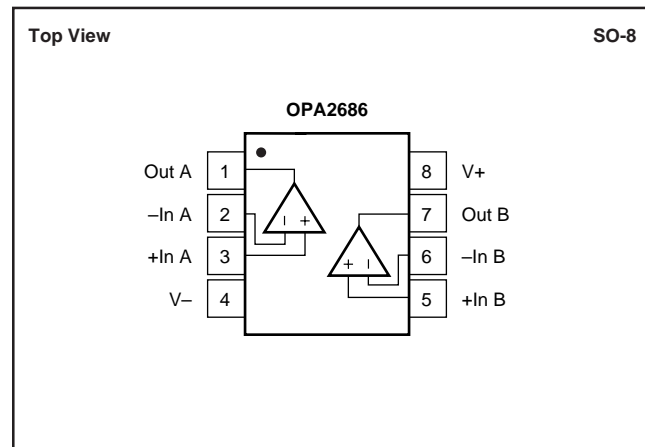 Top View SO-8
OPA2686
Out A 1 8 V+
–In A 2 7 Out B
+In A 3 6 –In B
V– 4 5 +In B
– +
+ –